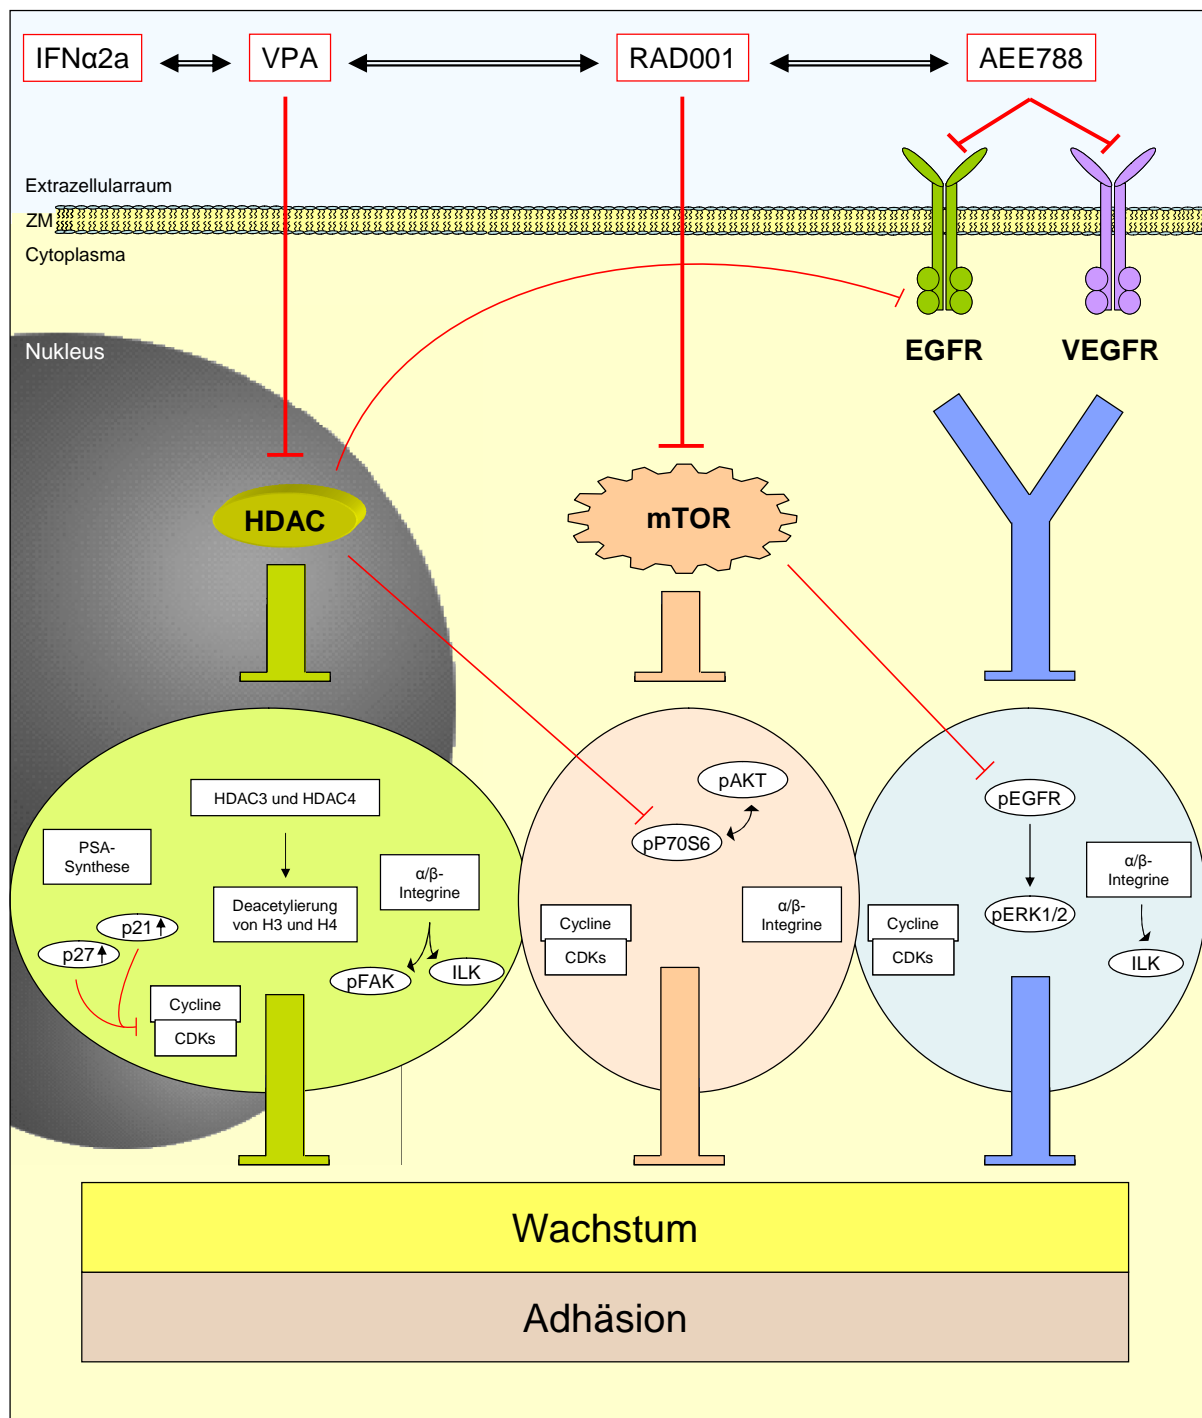 IFNα2a
VPA
RAD001
AEE788
Extrazellularraum
ZM
Cytoplasma
Nukleus
EGFR
VEGFR
HDAC
mTOR
HDAC3 und HDAC4
PSA-
Synthese
α/β-
Integrine
Deacetylierung
von H3 und H4
p21
p27
pFAK
ILK
Cycline
CDKs
pAKT
pP70S6
α/β-
Integrine
Cycline
CDKs
pEGFR
α/β-
Integrine
pERK1/2
Cycline
CDKs
ILK
Wachstum
Adhäsion